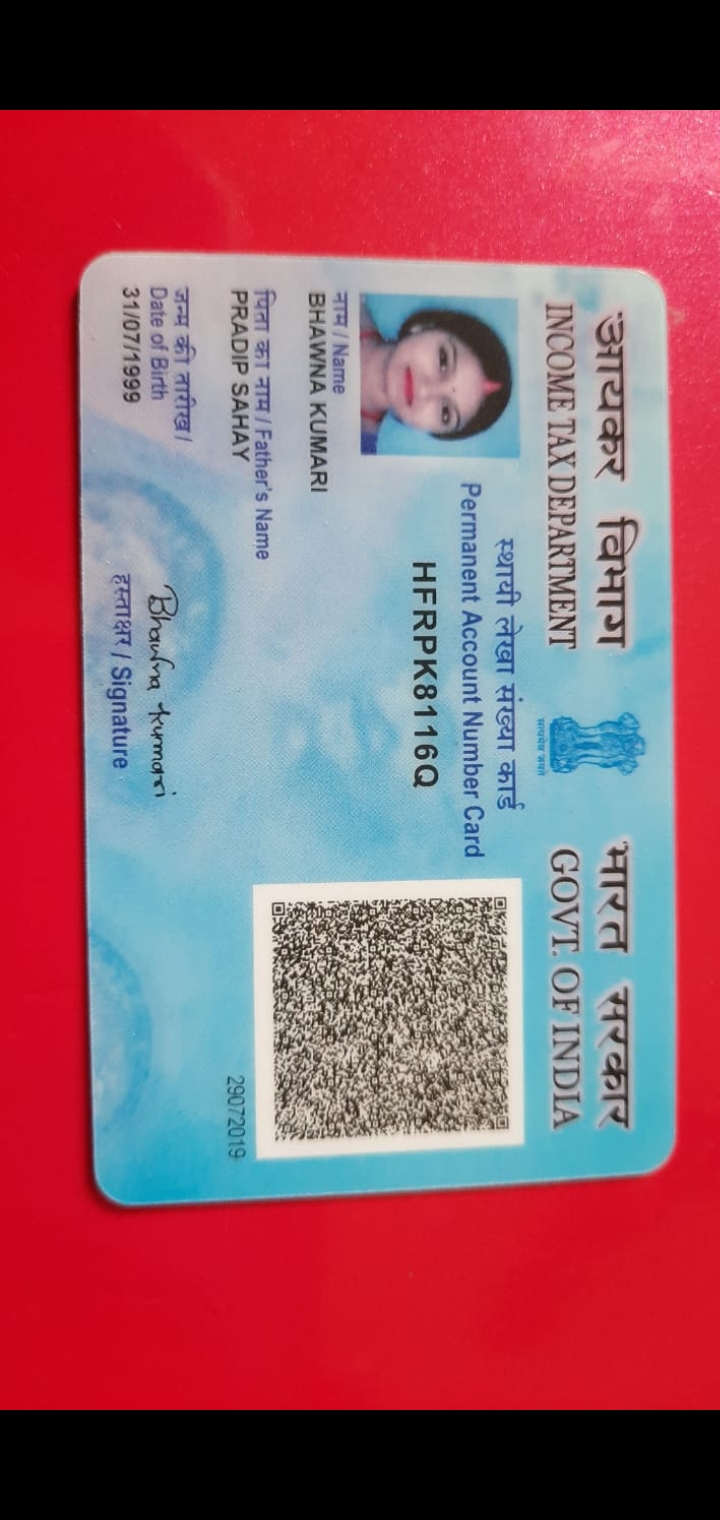 आयकर विभाग
INCOME TAX DEPARTMENT
भारत सरकार
GOVT. OF INDIA
सत्यमेव जयते
स्थायी लेखा संख्या कार्ड
Permanent Account Number Card
HFRPK8116Q
नाम / Name
BHAWNA KUMARI
पिता का नाम / Father's Name
PRADIP SAHAY
जन्म की तारीख /
Date of Birth
31/07/1999
Bhawna Kumari
हस्ताक्षर / Signature
29072019